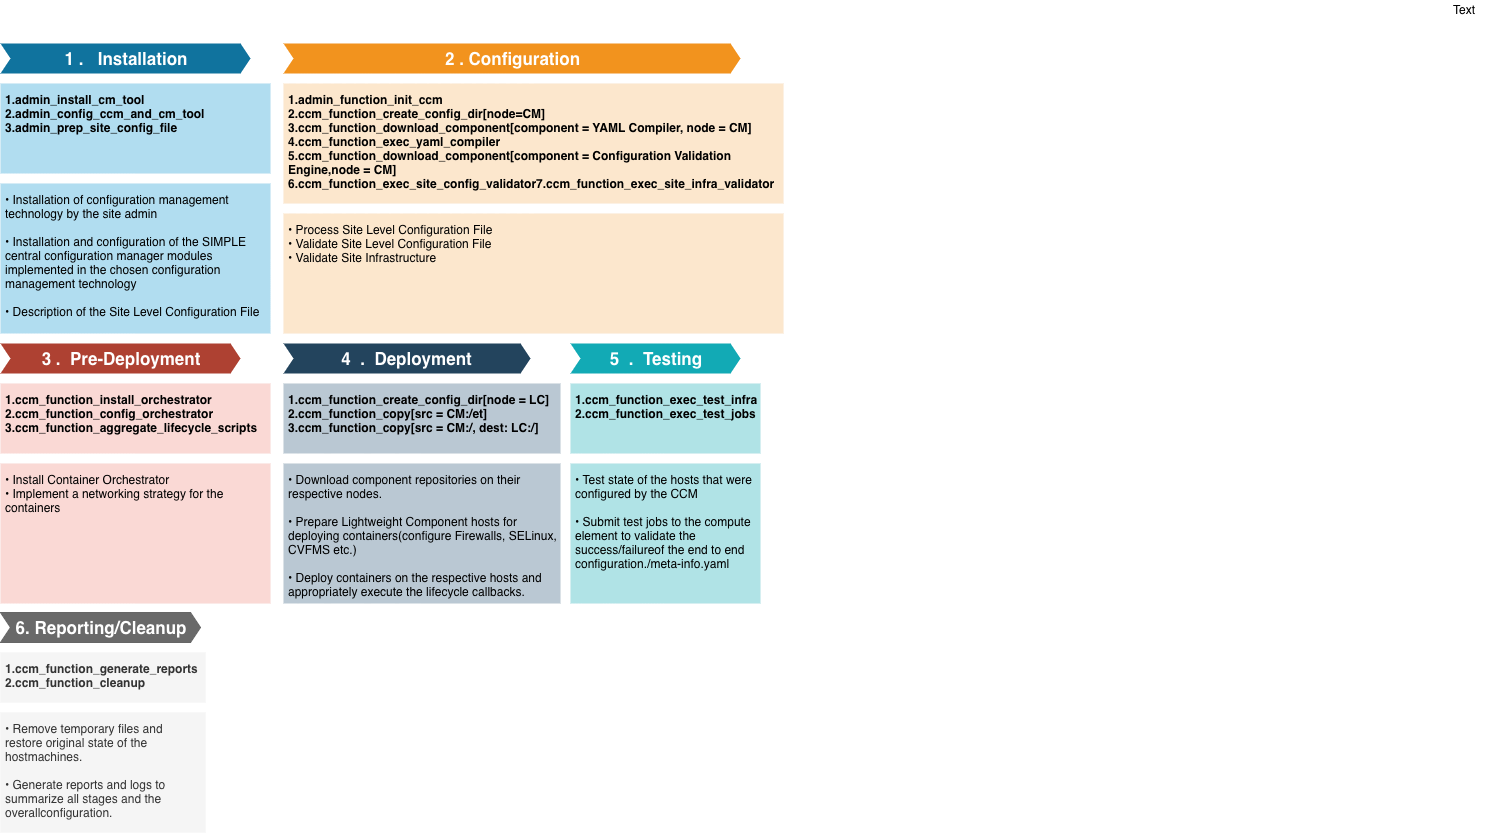 Text
1 .   Installation
1.admin_install_cm_tool
2.admin_config_ccm_and_cm_tool
3.admin_prep_site_config_file
• Installation of configuration management
technology by the site admin
• Installation and configuration of the SIMPLE
central configuration manager modules
implemented in the chosen configuration
management technology
• Description of the Site Level Configuration File
2 . Configuration
1.admin_function_init_ccm
2.ccm_function_create_config_dir[node=CM]
3.ccm_function_download_component[component = YAML Compiler, node = CM]
4.ccm_function_exec_yaml_compiler
5.ccm_function_download_component[component = Configuration Validation
Engine,node = CM]
6.ccm_function_exec_site_config_validator7.ccm_function_exec_site_infra_validator
• Process Site Level Configuration File
• Validate Site Level Configuration File
• Validate Site Infrastructure
3 .  Pre-Deployment
1.ccm_function_install_orchestrator
2.ccm_function_config_orchestrator
3.ccm_function_aggregate_lifecycle_scripts
• Install Container Orchestrator
• Implement a networking strategy for the
containers
4  .  Deployment
1.ccm_function_create_config_dir[node = LC]
2.ccm_function_copy[src = CM:/et]
3.ccm_function_copy[src = CM:/, dest: LC:/]
• Download component repositories on their
respective nodes.
• Prepare Lightweight Component hosts for
deploying containers(configure Firewalls, SELinux,
CVFMS etc.)
• Deploy containers on the respective hosts and
appropriately execute the lifecycle callbacks.
5  .  Testing
1.ccm_function_exec_test_infra
2.ccm_function_exec_test_jobs
• Test state of the hosts that were
configured by the CCM
• Submit test jobs to the compute
element to validate the
success/failureof the end to end
configuration./meta-info.yaml
6. Reporting/Cleanup
1.ccm_function_generate_reports
2.ccm_function_cleanup
• Remove temporary files and
restore original state of the
hostmachines.
• Generate reports and logs to
summarize all stages and the
overallconfiguration.